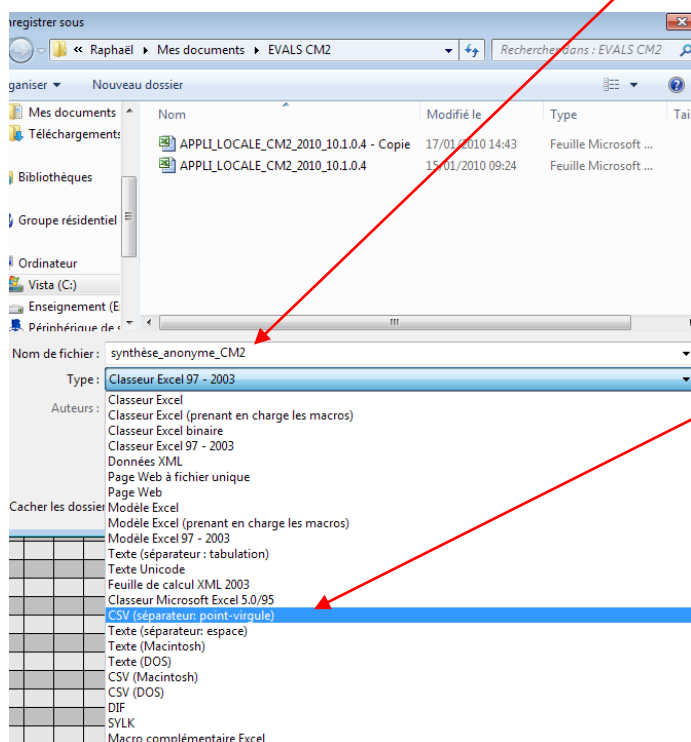 nregistrer sous
« Raphaël ▸ Mes documents ▸ EVALS CM2
Rechercher dans : EVALS CM2
ganiser Nouveau dossier
Nom Modifié le Type Tai
Mes documents
Téléchargements
Bibliothèques
Groupe résidentiel
Ordinateur
Vista (C:)
Enseignement (E
Périphérique de s
APPLI_LOCALE_CM2_2010_10.1.0.4 - Copie 17/01/2010 14:43 Feuille Microsoft ...
APPLI_LOCALE_CM2_2010_10.1.0.4 15/01/2010 09:24 Feuille Microsoft ...
Nom de fichier : synthèse_anonyme_CM2
Type : Classeur Excel 97 - 2003
Auteurs :
Cacher les dossier
Classeur Excel
Classeur Excel (prenant en charge les macros)
Classeur Excel binaire
Classeur Excel 97 - 2003
Données XML
Page Web à fichier unique
Page Web
Modèle Excel
Modèle Excel (prenant en charge les macros)
Modèle Excel 97 - 2003
Texte (séparateur : tabulation)
Texte Unicode
Feuille de calcul XML 2003
Classeur Microsoft Excel 5.0/95
CSV (séparateur: point-virgule)
Texte (séparateur: espace)
Texte (Macintosh)
Texte (DOS)
CSV (Macintosh)
CSV (DOS)
DIF
SYLK
Macro complémentaire Excel